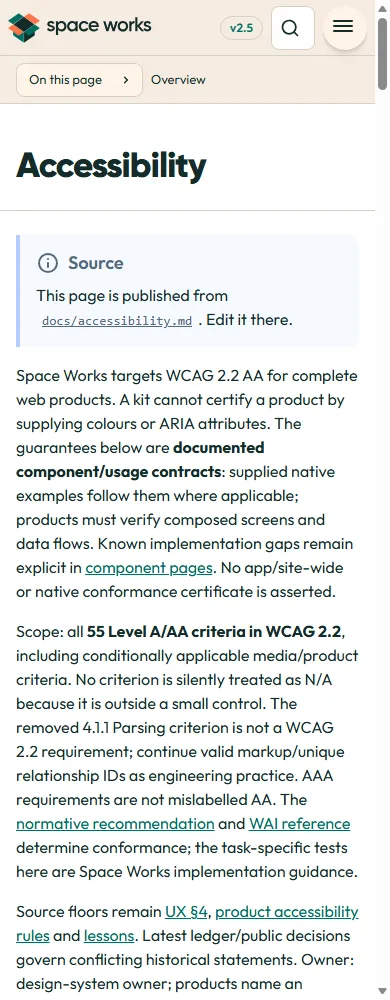 space works
v2.5
On this page
Overview
Accessibility
Source
This page is published from
docs/accessibility.md . Edit it there.
Space Works targets WCAG 2.2 AA for complete
web products. A kit cannot certify a product by
supplying colours or ARIA attributes. The
guarantees below are documented
component/usage contracts: supplied native
examples follow them where applicable;
products must verify composed screens and
data flows. Known implementation gaps remain
explicit in component pages. No app/site-wide
or native conformance certificate is asserted.
Scope: all 55 Level A/AA criteria in WCAG 2.2,
including conditionally applicable media/product
criteria. No criterion is silently treated as N/A
because it is outside a small control. The
removed 4.1.1 Parsing criterion is not a WCAG
2.2 requirement; continue valid markup/unique
relationship IDs as engineering practice. AAA
requirements are not mislabelled AA. The
normative recommendation and WAI reference
determine conformance; the task-specific tests
here are Space Works implementation guidance.
Source floors remain UX §4, product accessibility
rules and lessons. Latest ledger/public decisions
govern conflicting historical statements. Owner:
design-system owner; products name an